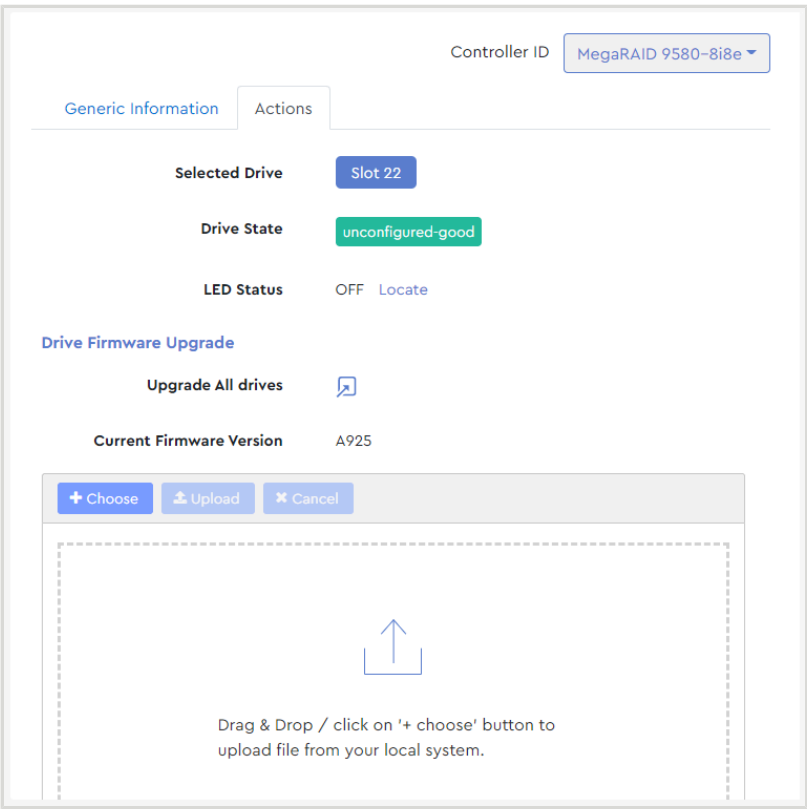 Controller ID MegaRAID 9580-8i8e
Generic Information Actions
Selected Drive Slot 22
Drive State unconfigured-good
LED Status OFF Locate
Drive Firmware Upgrade
Upgrade All drives
Current Firmware Version A925
+ Choose Upload × Cancel
Drag & Drop / click on '+ choose' button to
upload file from your local system.